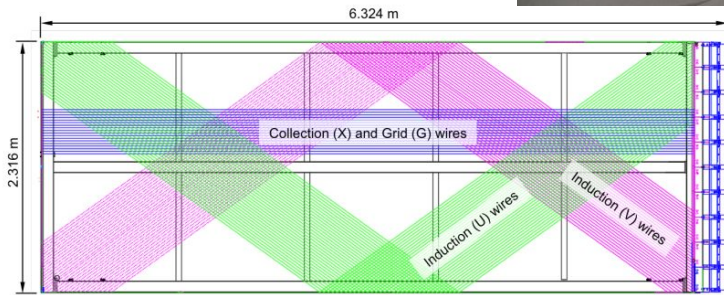 6.324 m
2.316 m
Collection (X) and Grid (G) wires
Induction (U) wires
Induction (V) wires